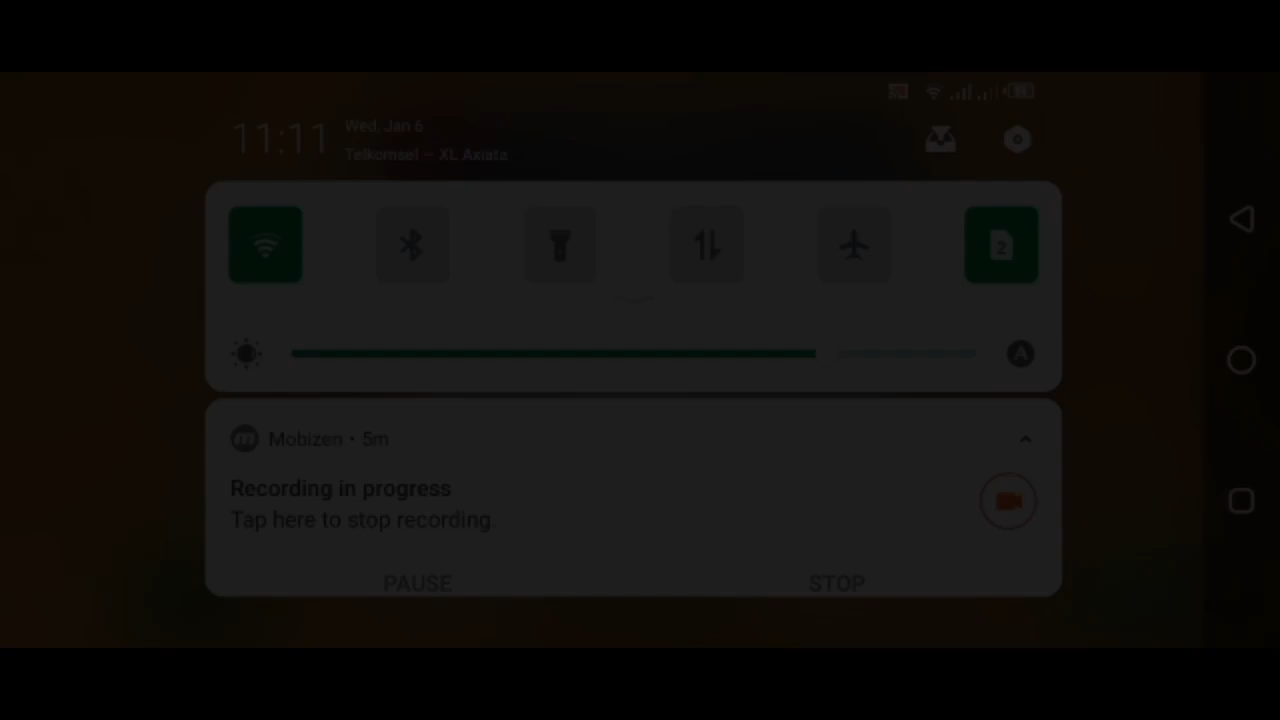 11:11
Wed, Jan 6
Telkomsel — XL Axiata
2
A
m Mobizen • 5m
Recording in progress
Tap here to stop recording.
PAUSE STOP